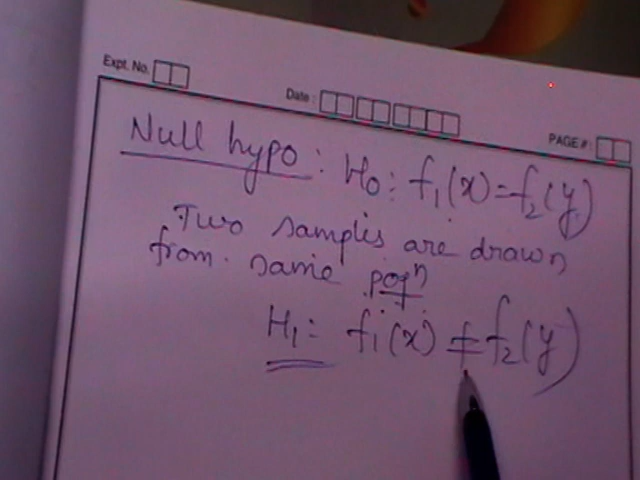 Expt. No.
Date :
PAGE # :
Null hypo : H₀ : f₁(x) = f₂(y)
Two samples are drawn
from same popⁿ
H₁ : f₁(x) ≠ f₂(y)